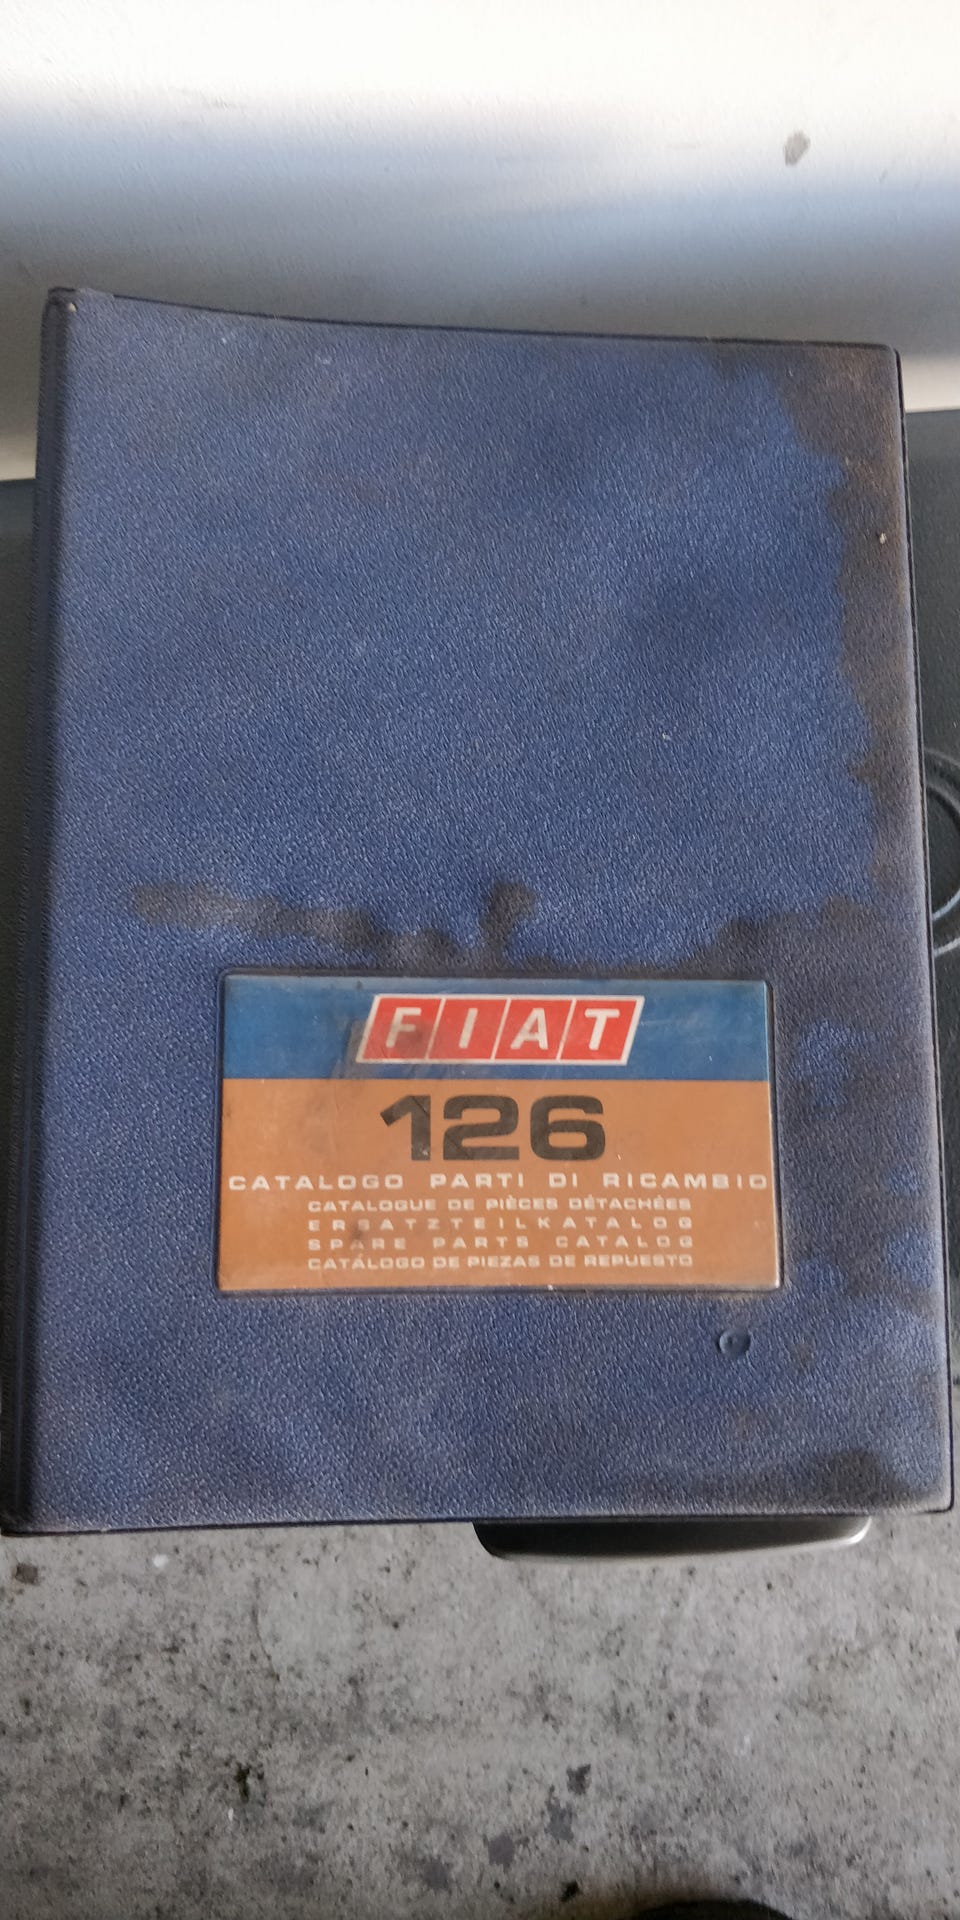 FIAT
126
CATALOGO PARTI DI RICAMBIO
CATALOGUE DE PIÈCES DÉTACHÉES
ERSATZTEILKATALOG
SPARE PARTS CATALOG
CATÁLOGO DE PIEZAS DE REPUESTO